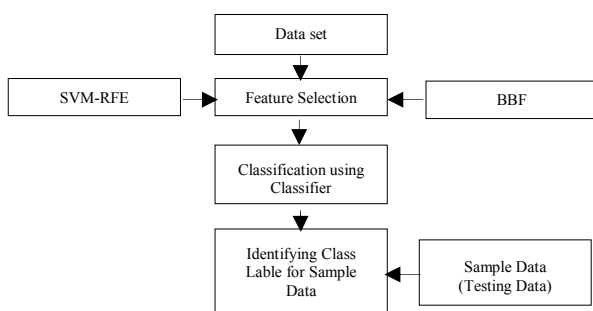 Data set
SVM-RFE
Feature Selection
BBF
Classification using
Classifier
Identifying Class
Lable for Sample
Data
Sample Data
(Testing Data)